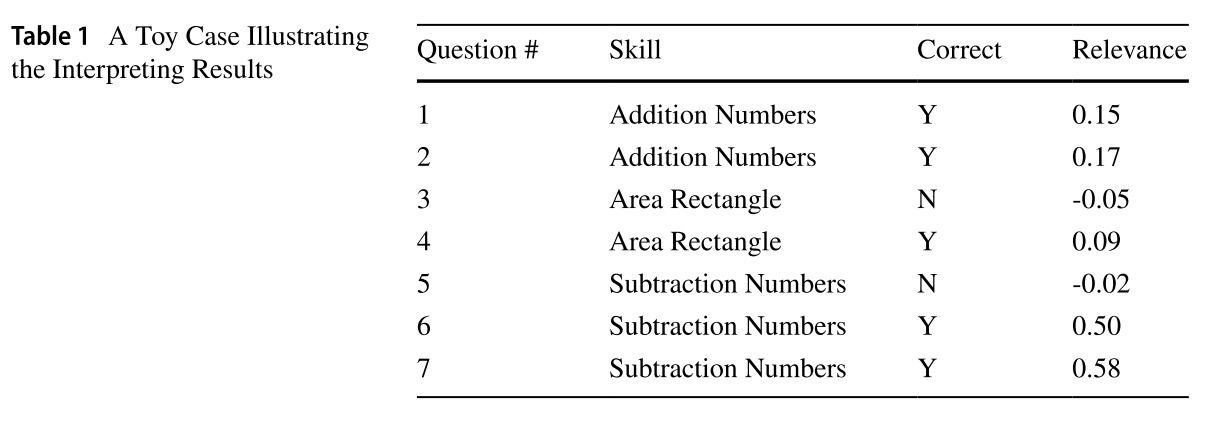 Table 1 A Toy Case Illustrating
the Interpreting Results
Question # Skill Correct Relevance
1 Addition Numbers Y 0.15
2 Addition Numbers Y 0.17
3 Area Rectangle N -0.05
4 Area Rectangle Y 0.09
5 Subtraction Numbers N -0.02
6 Subtraction Numbers Y 0.50
7 Subtraction Numbers Y 0.58